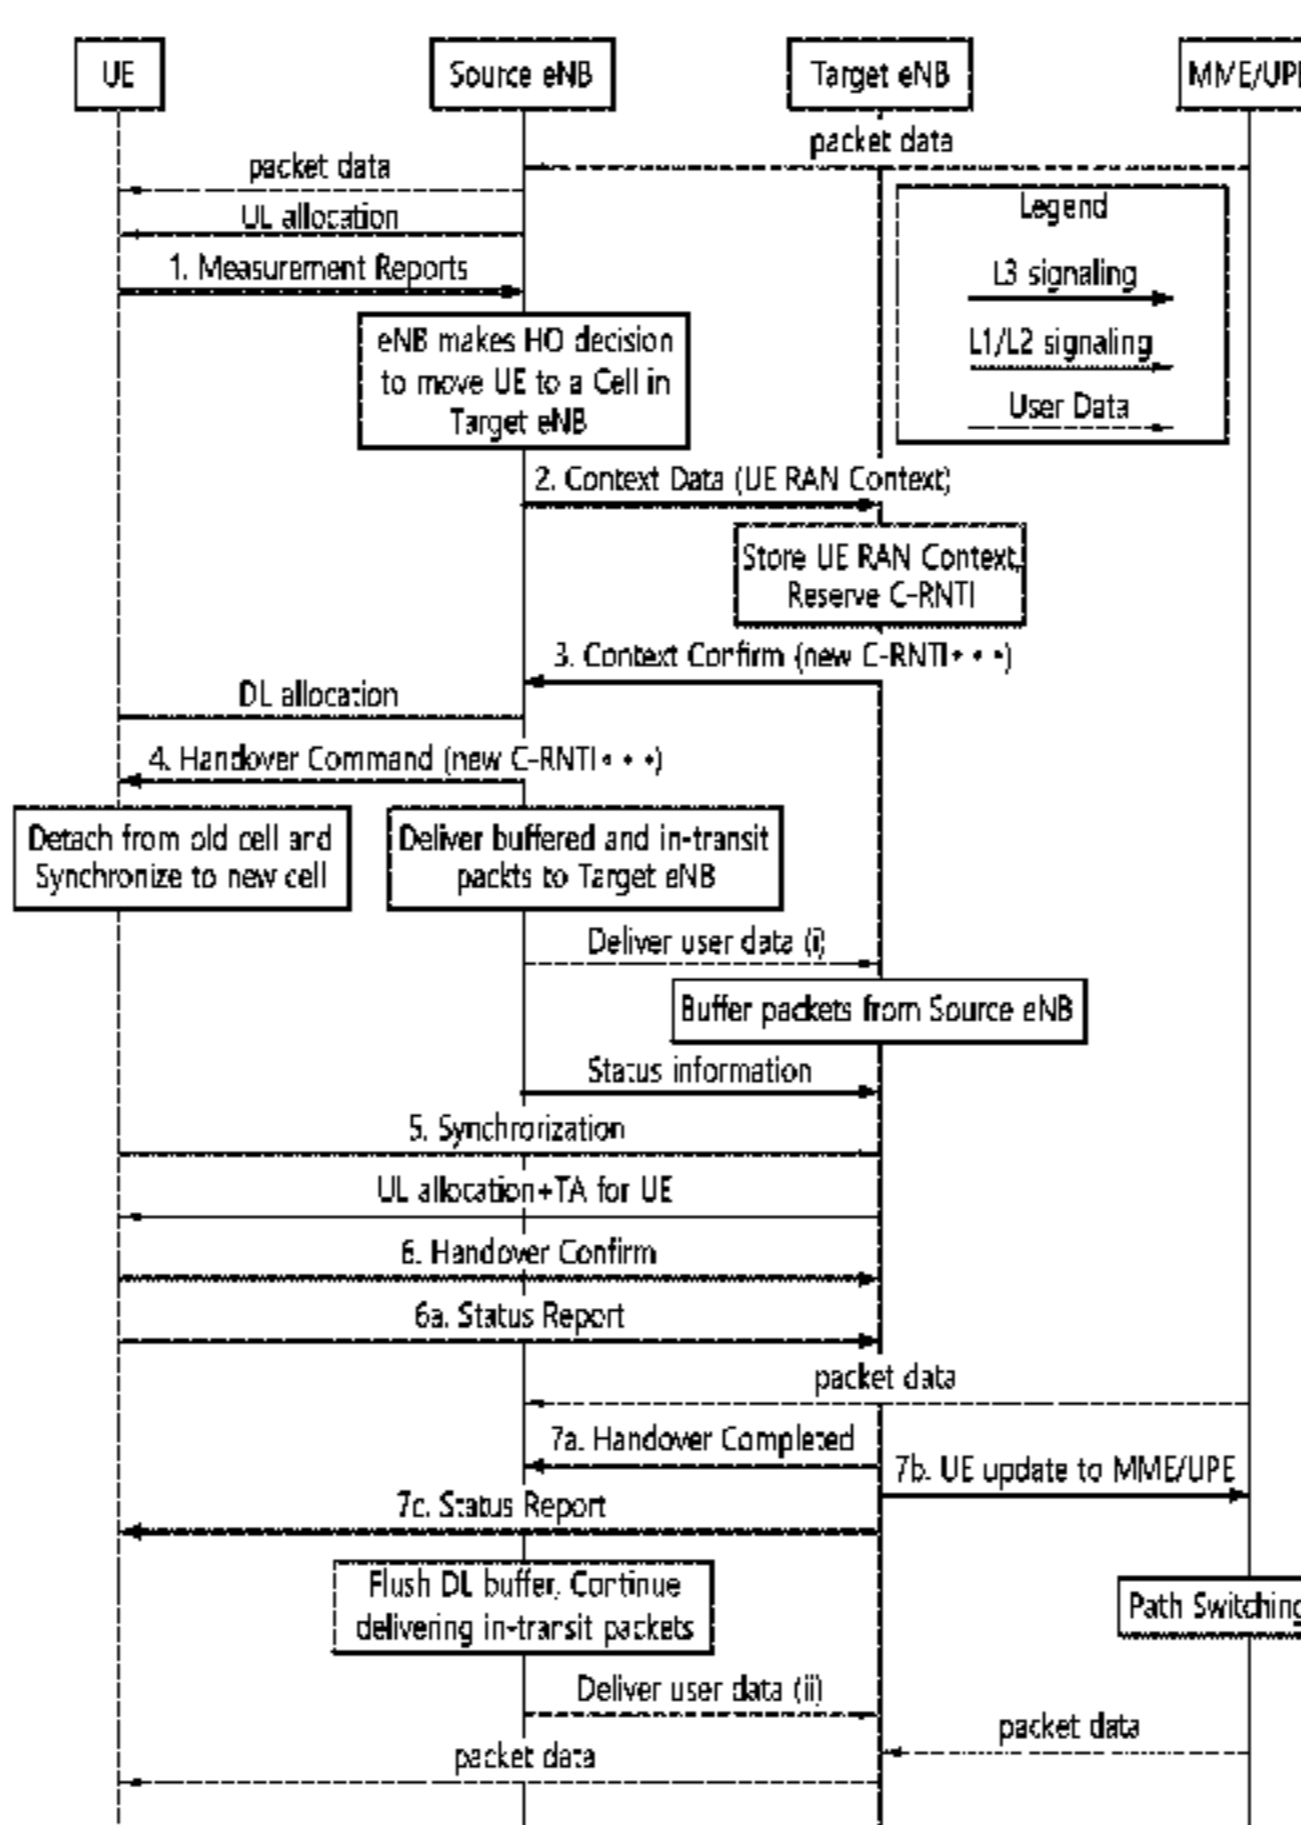 UE
Source eNB
Target eNB
MME/UPE
packet data
packet data
UL allocation
1. Measurement Reports
Legend
L3 signaling
L1/L2 signaling
User Data
eNB makes HO decision
to move UE to a Cell in
Target eNB
2. Context Data (UE RAN Context)
Store UE RAN Context,
Reserve C-RNTI
3. Context Confirm (new C-RNTI•••)
DL allocation
4. Handover Command (new C-RNTI•••)
Detach from old cell and
Synchronize to new cell
Deliver buffered and in-transit
packts to Target eNB
Deliver user data (i)
Buffer packets from Source eNB
Status information
5. Synchronization
UL allocation+TA for UE
6. Handover Confirm
6a. Status Report
packet data
7a. Handover Completed
7b. UE update to MME/UPE
7c. Status Report
Flush DL buffer, Continue
delivering in-transit packets
Path Switching
Deliver user data (ii)
packet data
packet data